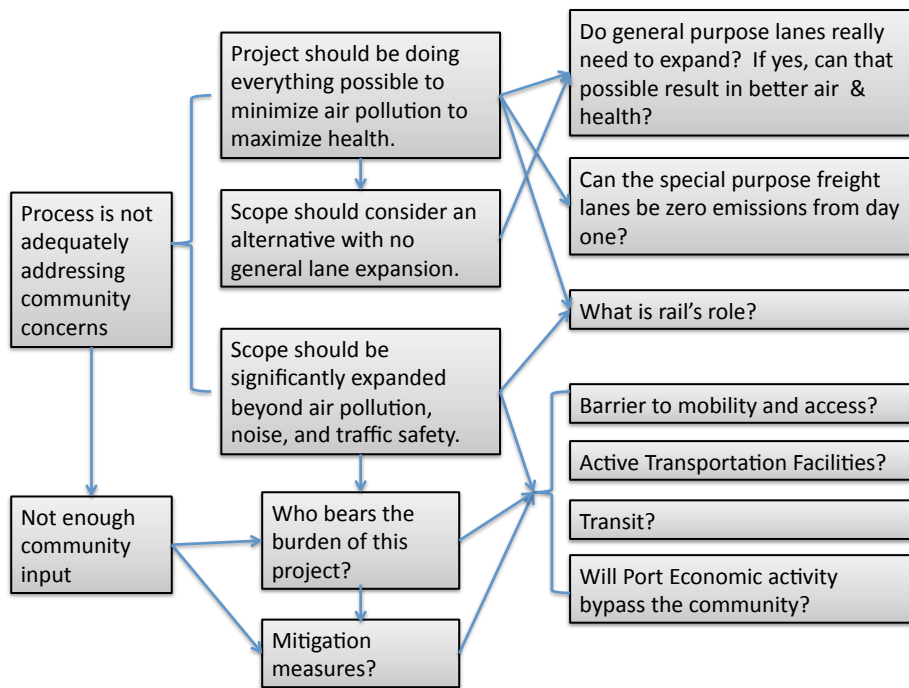 Process is not
adequately
addressing
community
concerns
Not enough
community
input
Project should be doing
everything possible to
minimize air pollution to
maximize health.
Scope should consider an
alternative with no
general lane expansion.
Scope should be
significantly expanded
beyond air pollution,
noise, and traffic safety.
Who bears the
burden of this
project?
Mitigation
measures?
Do general purpose lanes really
need to expand?  If yes, can that
possible result in better air  &
health?
Can the special purpose freight
lanes be zero emissions from day
one?
What is rail’s role?
Barrier to mobility and access?
Active Transportation Facilities?
Transit?
Will Port Economic activity
bypass the community?